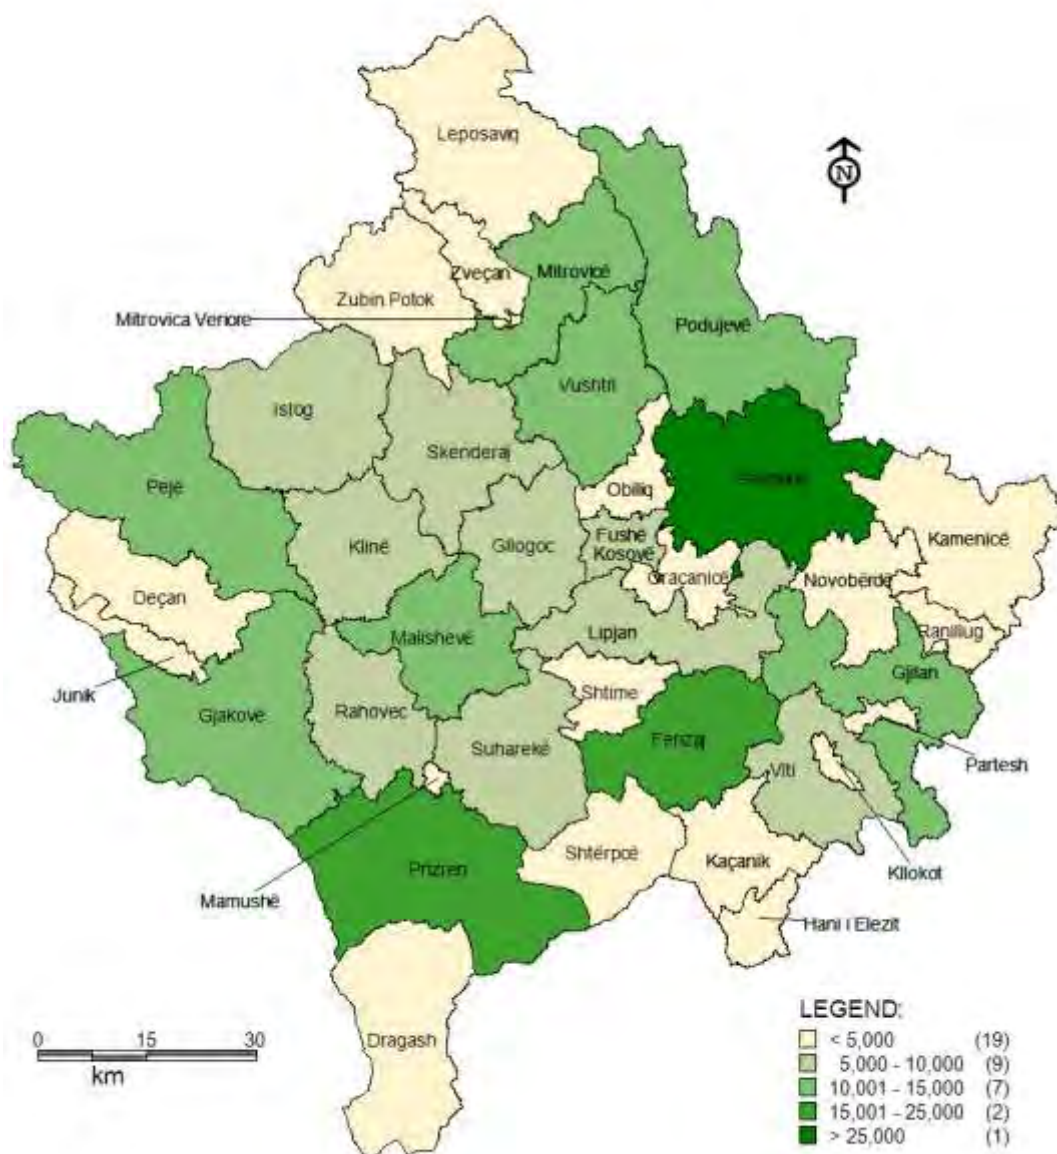 Leposaviq
N
Zveçan
Mitrovicë
Zubin Potok
Mitrovica Veriore
Podujevë
Vushtrri
Istog
Skenderaj
Pejë
Obiliq
Klinë
Gllogoc
Fushë
Kosovë
Kamenicë
Graçanicë
Novobërdë
Deçan
Malishevë
Lipjan
Ranillug
Junik
Shtime
Gjilan
Gjakovë
Rahovec
Suharekë
Ferizaj
Viti
Partesh
Shtërpcë
Kaçanik
Kllokot
Prizren
Mamushë
Hani i Elezit
Dragash
0 15 30
km
LEGEND:
< 5,000 (19)
5,000 - 10,000 (9)
10,001 - 15,000 (7)
15,001 - 25,000 (2)
> 25,000 (1)